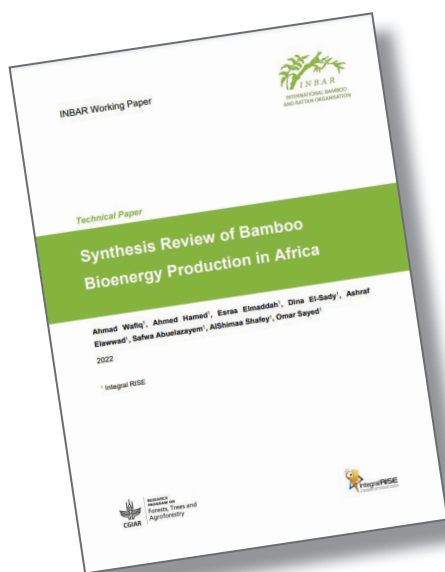 INBAR Working Paper
INBAR
INTERNATIONAL BAMBOO
AND RATTAN ORGANISATION
Technical Paper
Synthesis Review of Bamboo
Bioenergy Production in Africa
Ahmad Wafiq¹, Ahmed Hamed¹, Esraa Elmaddah¹, Dina El-Sady¹, Ashraf
Elawwad¹, Safwa Abuelazayem¹, AlShimaa Shafey¹, Omar Sayed¹
2022
¹ Integral RISE
CGIAR
RESEARCH
PROGRAM ON
Forests, Trees and
Agroforestry
IntegralRISE